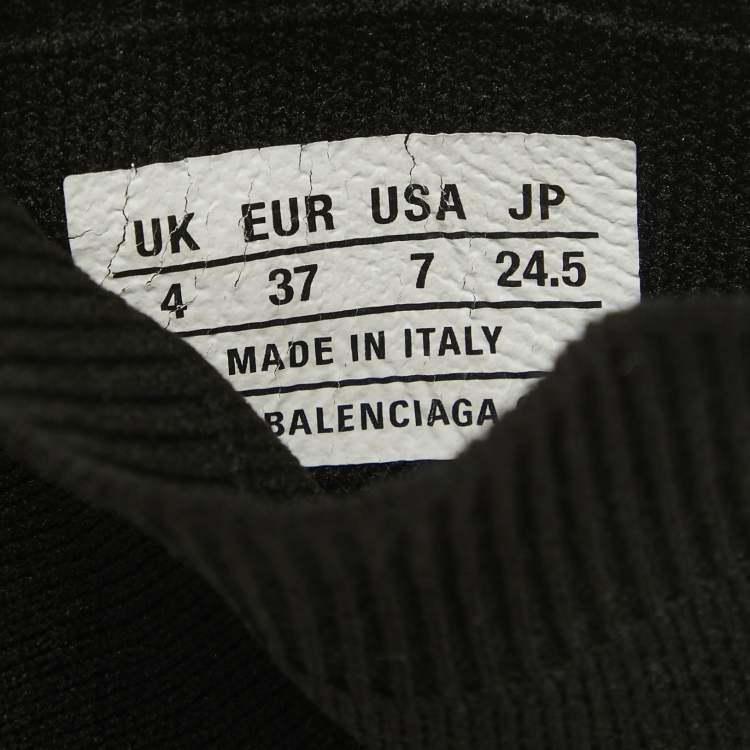 UK EUR USA JP
4 37 7 24.5
MADE IN ITALY
BALENCIAGA